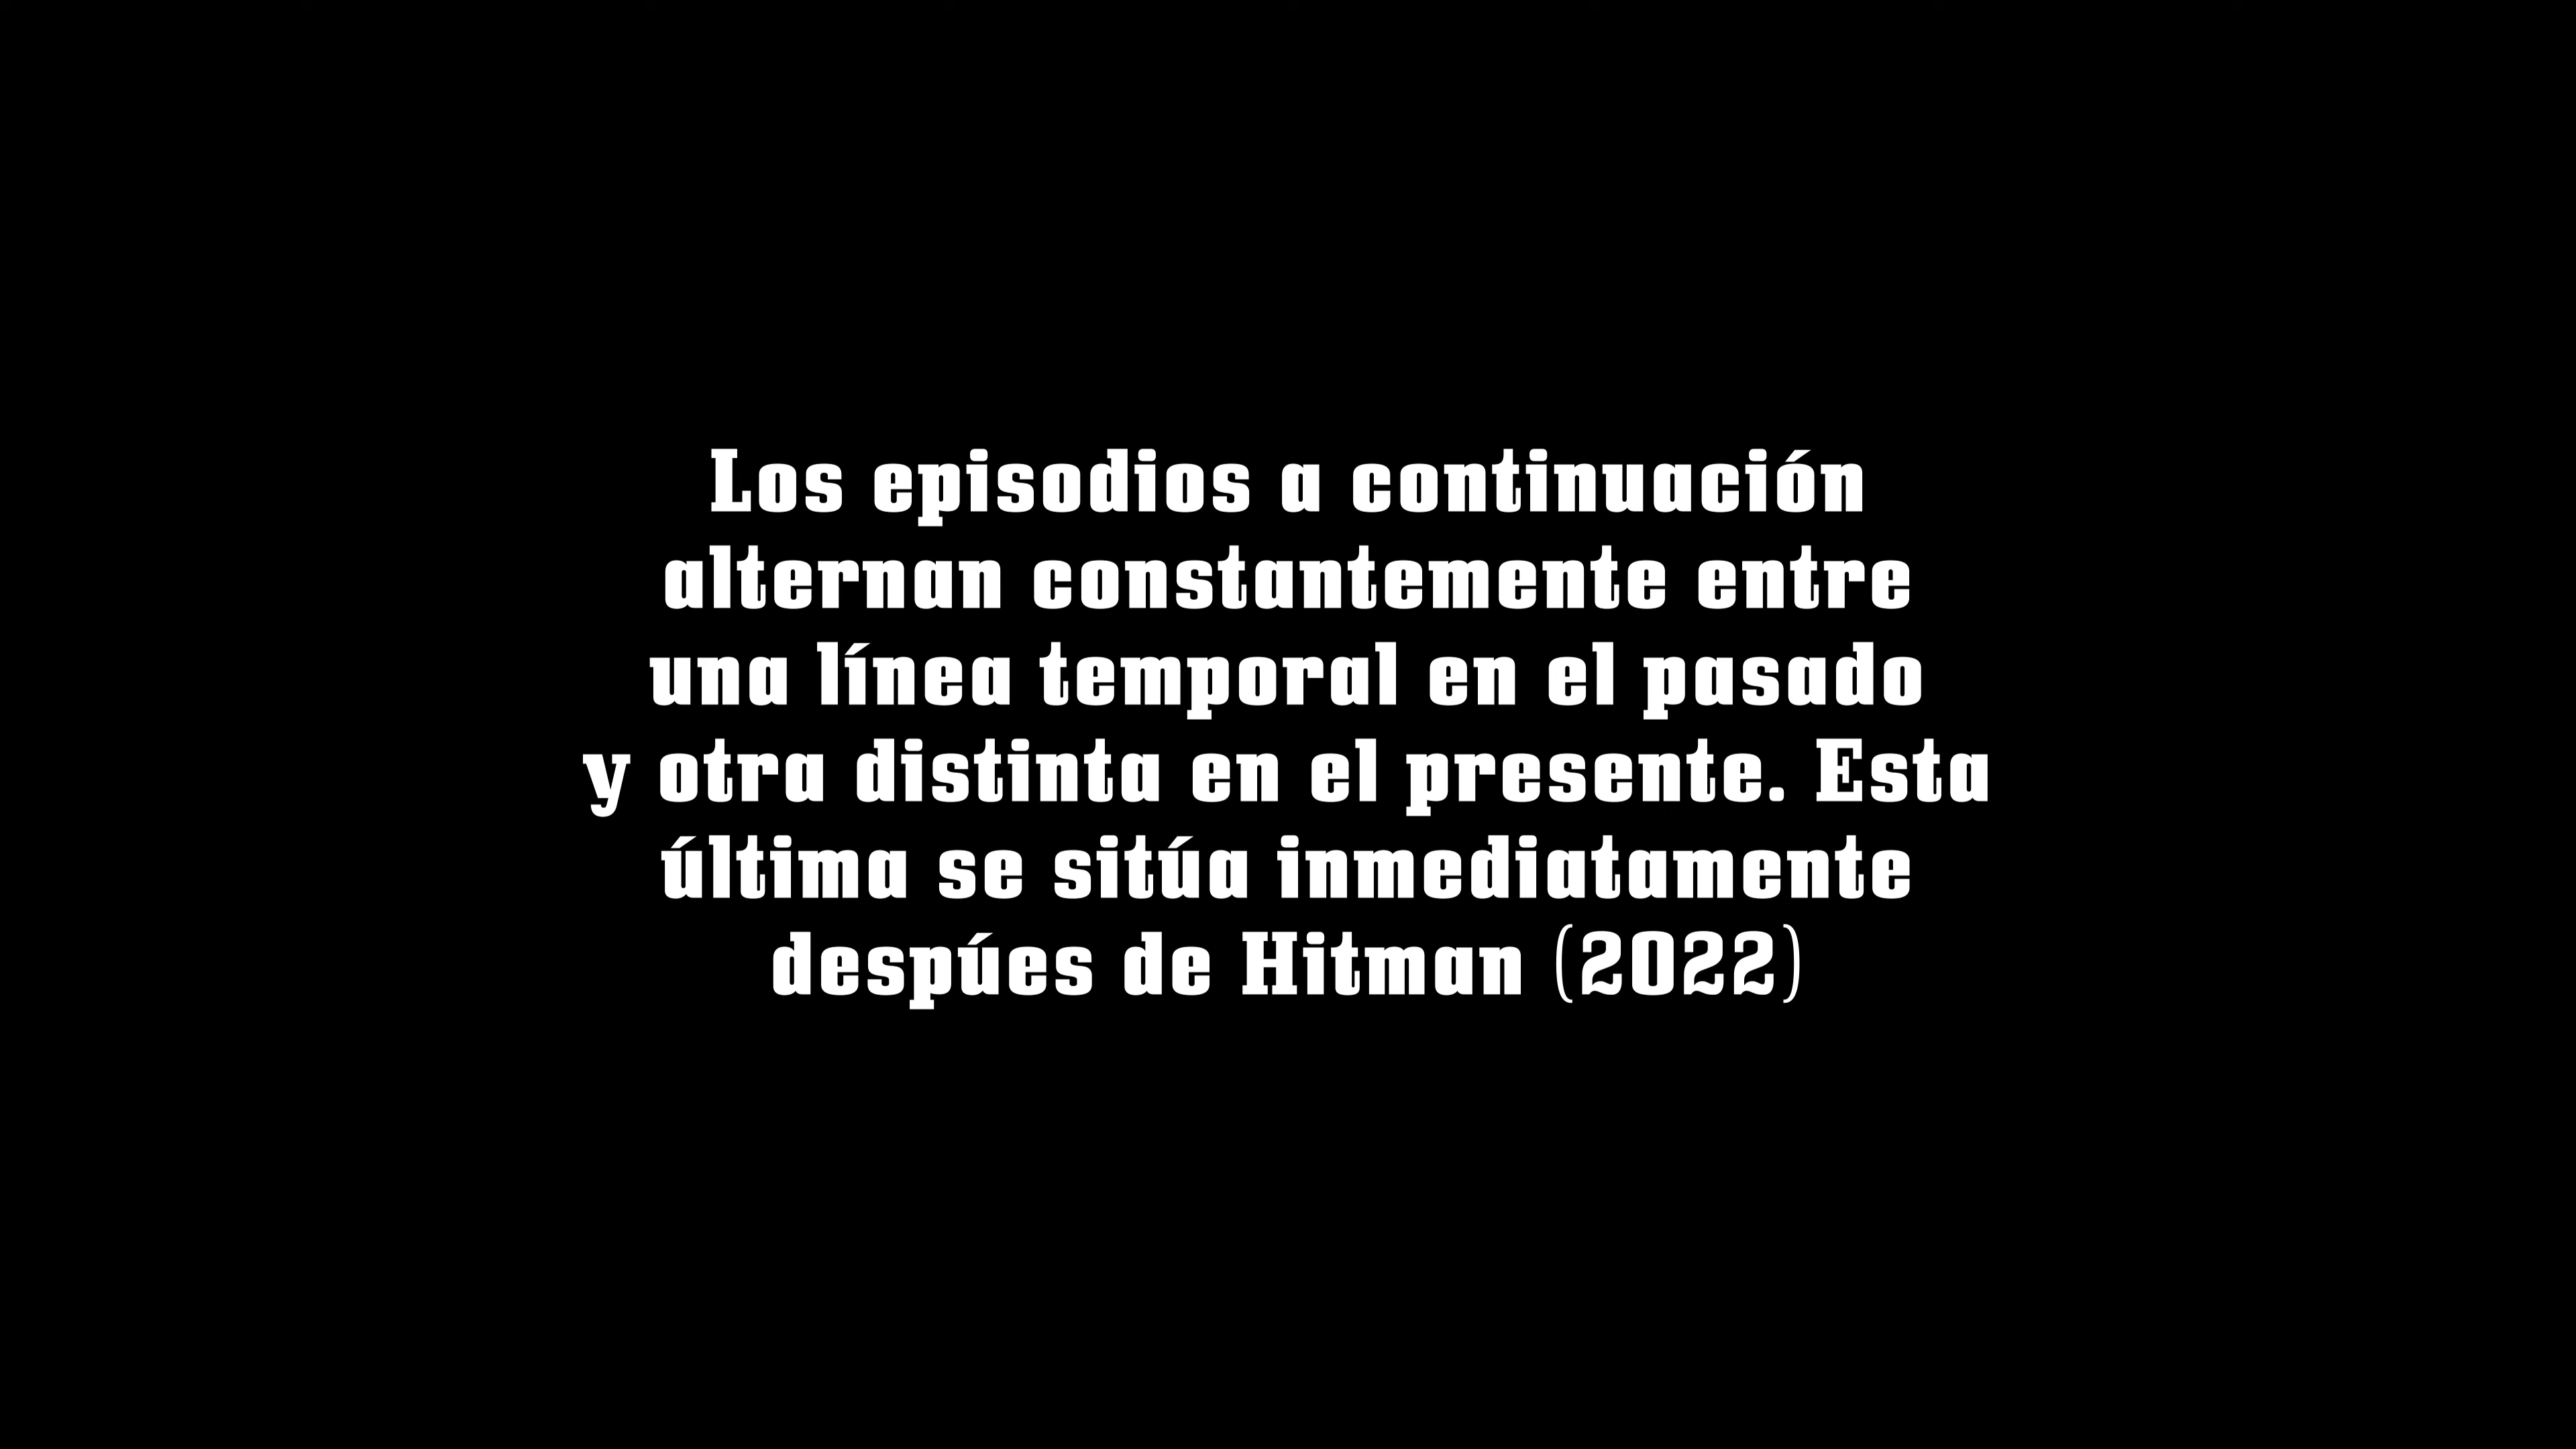 Los episodios a continuación
alternan constantemente entre
una línea temporal en el pasado
y otra distinta en el presente. Esta
última se sitúa inmediatamente
despúes de Hitman (2022)